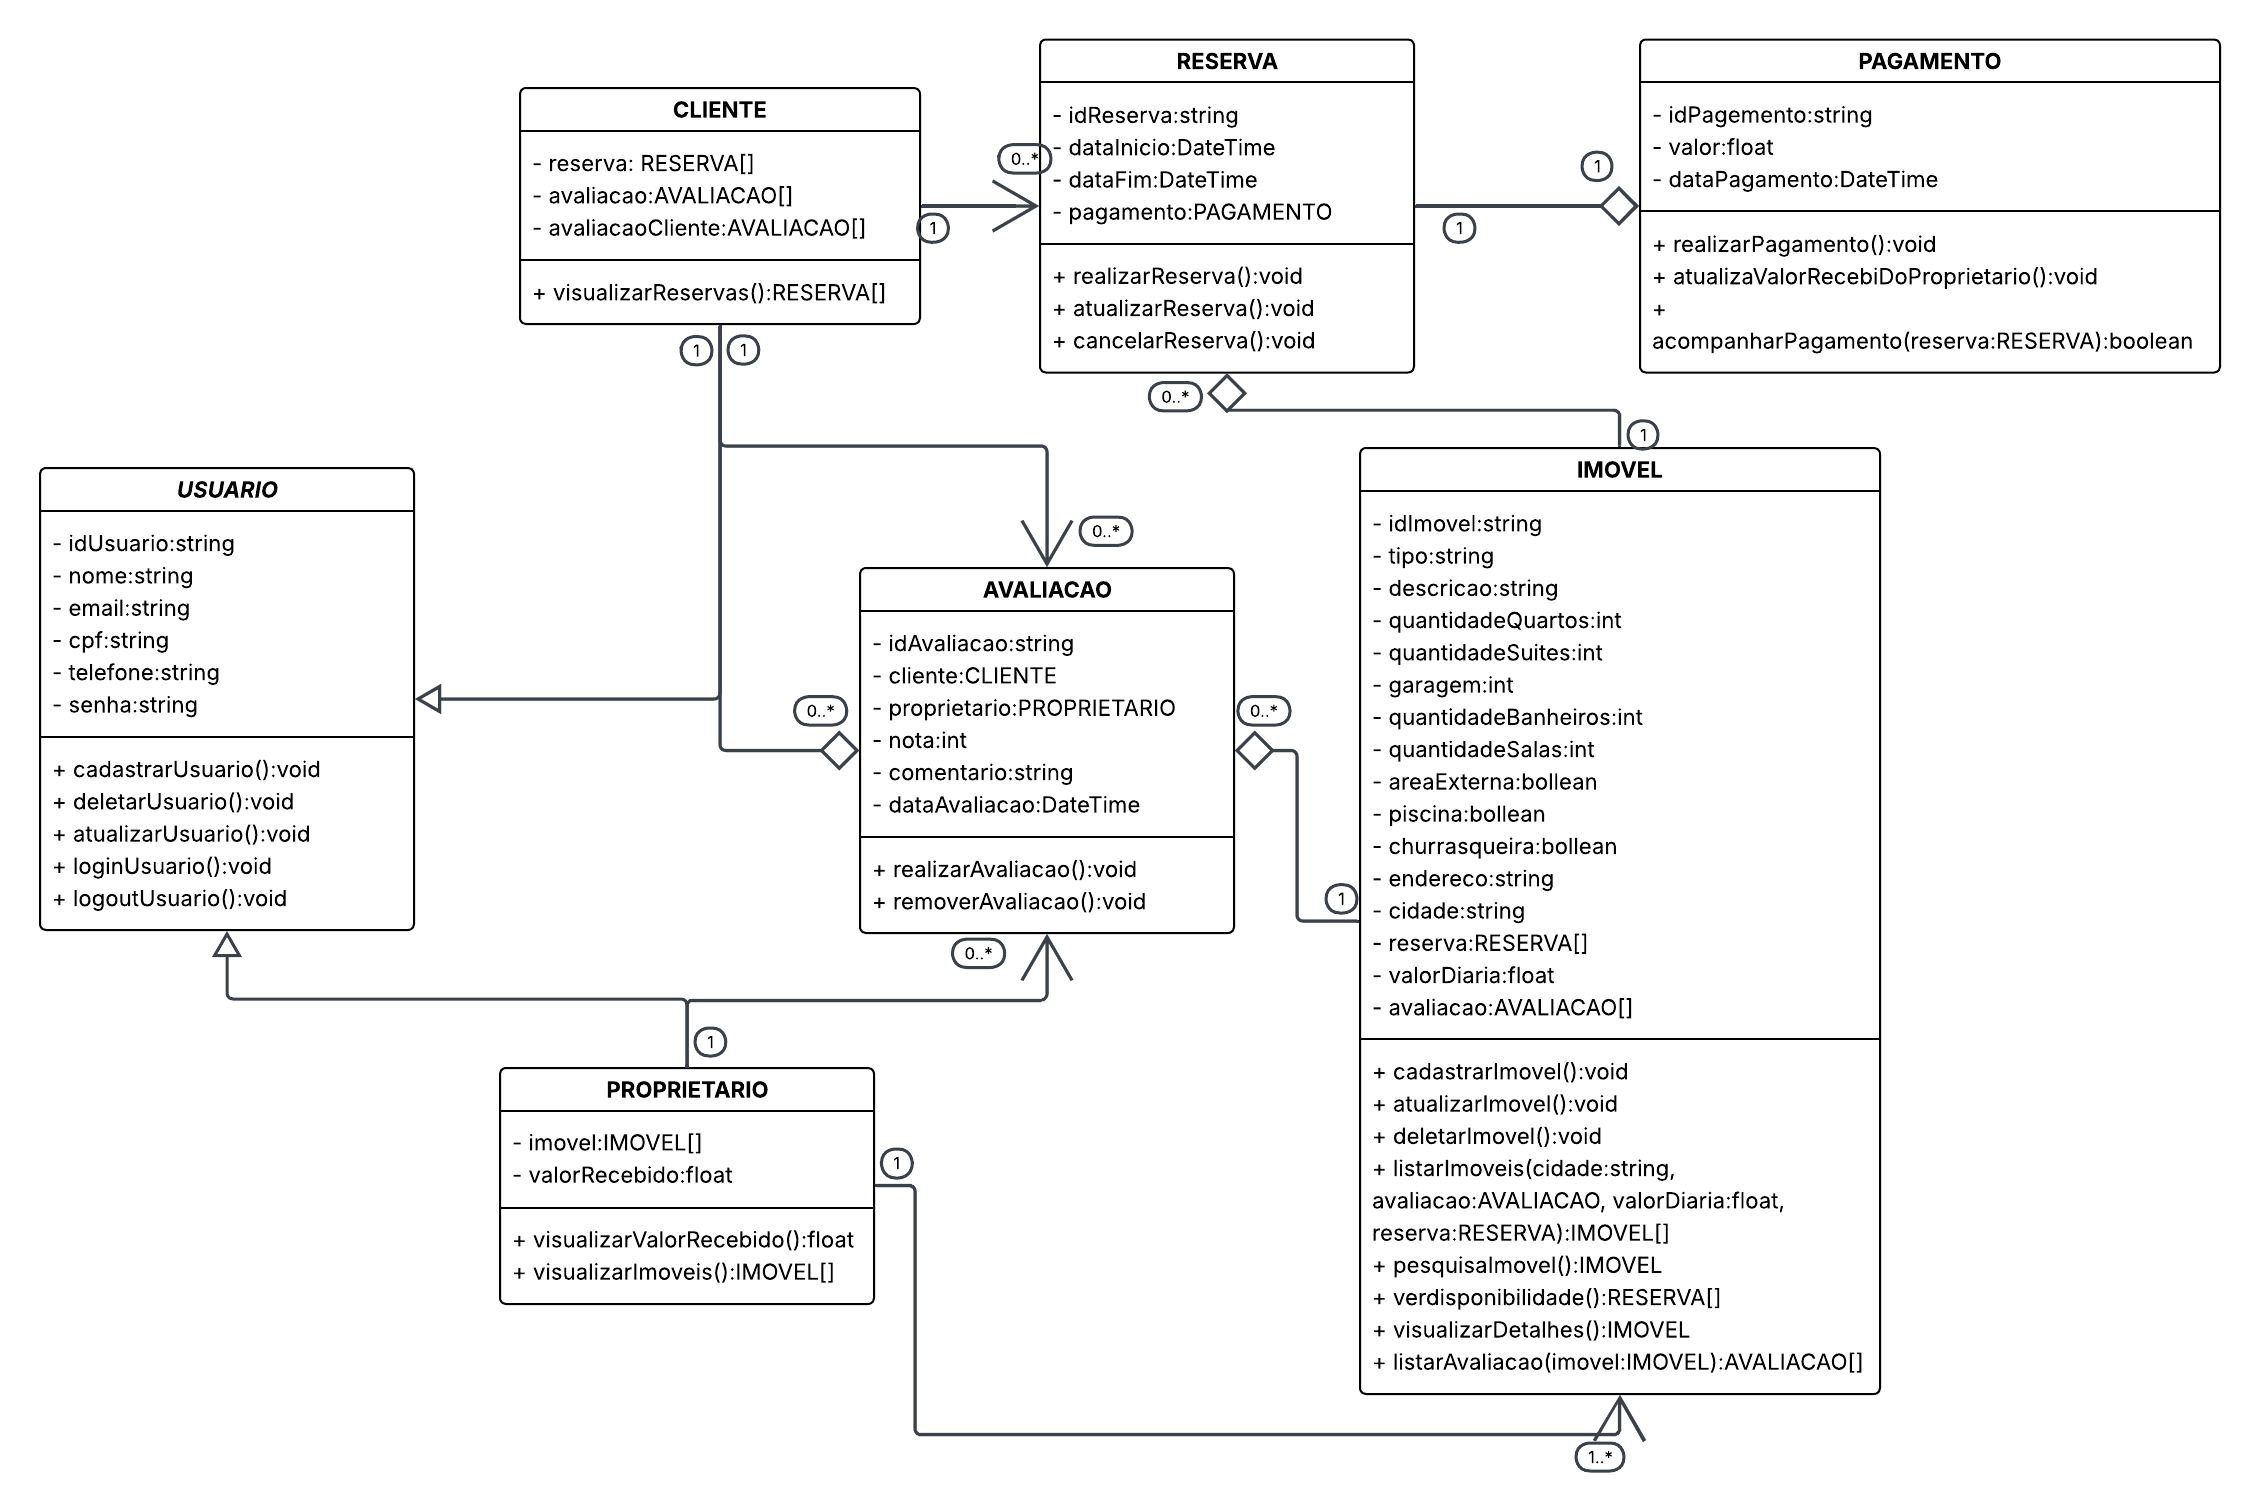 CLIENTE
- reserva: RESERVA[]
- avaliacao:AVALIACAO[]
- avaliacaoCliente:AVALIACAO[]
+ visualizarReservas():RESERVA[]
1
0..*
RESERVA
- idReserva:string
- dataInicio:DateTime
- dataFim:DateTime
- pagamento:PAGAMENTO
+ realizarReserva():void
+ atualizarReserva():void
+ cancelarReserva():void
1
1
PAGAMENTO
- idPagemento:string
- valor:float
- dataPagamento:DateTime
+ realizarPagamento():void
+ atualizaValorRecebiDoProprietario():void
+
acompanharPagamento(reserva:RESERVA):boolean
1
1
0..*
1
USUARIO
- idUsuario:string
- nome:string
- email:string
- cpf:string
- telefone:string
- senha:string
+ cadastrarUsuario():void
+ deletarUsuario():void
+ atualizarUsuario():void
+ loginUsuario():void
+ logoutUsuario():void
0..*
0..*
AVALIACAO
- idAvaliacao:string
- cliente:CLIENTE
- proprietario:PROPRIETARIO
- nota:int
- comentario:string
- dataAvaliacao:DateTime
+ realizarAvaliacao():void
+ removerAvaliacao():void
0..*
1
0..*
IMOVEL
- idImovel:string
- tipo:string
- descricao:string
- quantidadeQuartos:int
- quantidadeSuites:int
- garagem:int
- quantidadeBanheiros:int
- quantidadeSalas:int
- areaExterna:bollean
- piscina:bollean
- churrasqueira:bollean
- endereco:string
- cidade:string
- reserva:RESERVA[]
- valorDiaria:float
- avaliacao:AVALIACAO[]
+ cadastrarImovel():void
+ atualizarImovel():void
+ deletarImovel():void
+ listarImoveis(cidade:string,
avaliacao:AVALIACAO, valorDiaria:float,
reserva:RESERVA):IMOVEL[]
+ pesquisaImovel():IMOVEL
+ verdisponibilidade():RESERVA[]
+ visualizarDetalhes():IMOVEL
+ listarAvaliacao(imovel:IMOVEL):AVALIACAO[]
1
PROPRIETARIO
- imovel:IMOVEL[]
- valorRecebido:float
+ visualizarValorRecebido():float
+ visualizarImoveis():IMOVEL[]
1
1..*